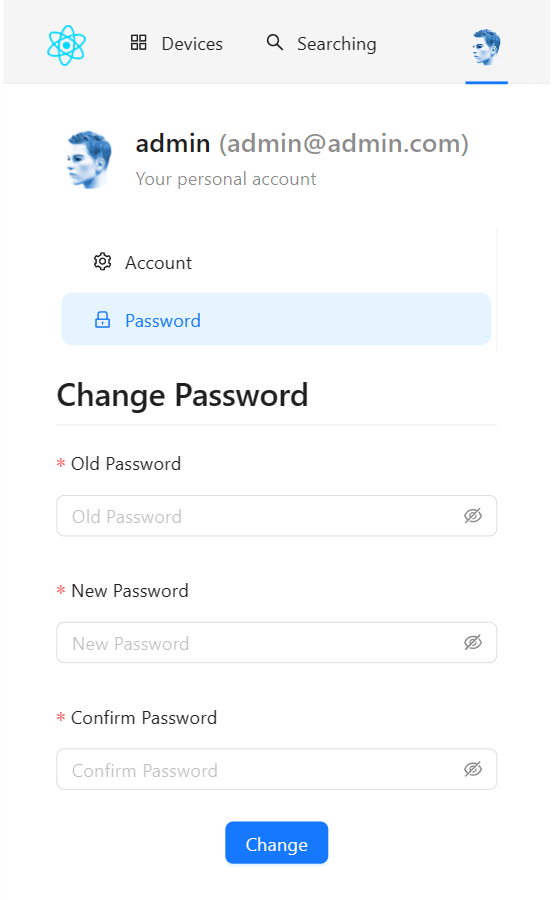 Devices Searching
admin (admin@admin.com)
Your personal account
Account
Password
Change Password
* Old Password
Old Password
* New Password
New Password
* Confirm Password
Confirm Password
Change